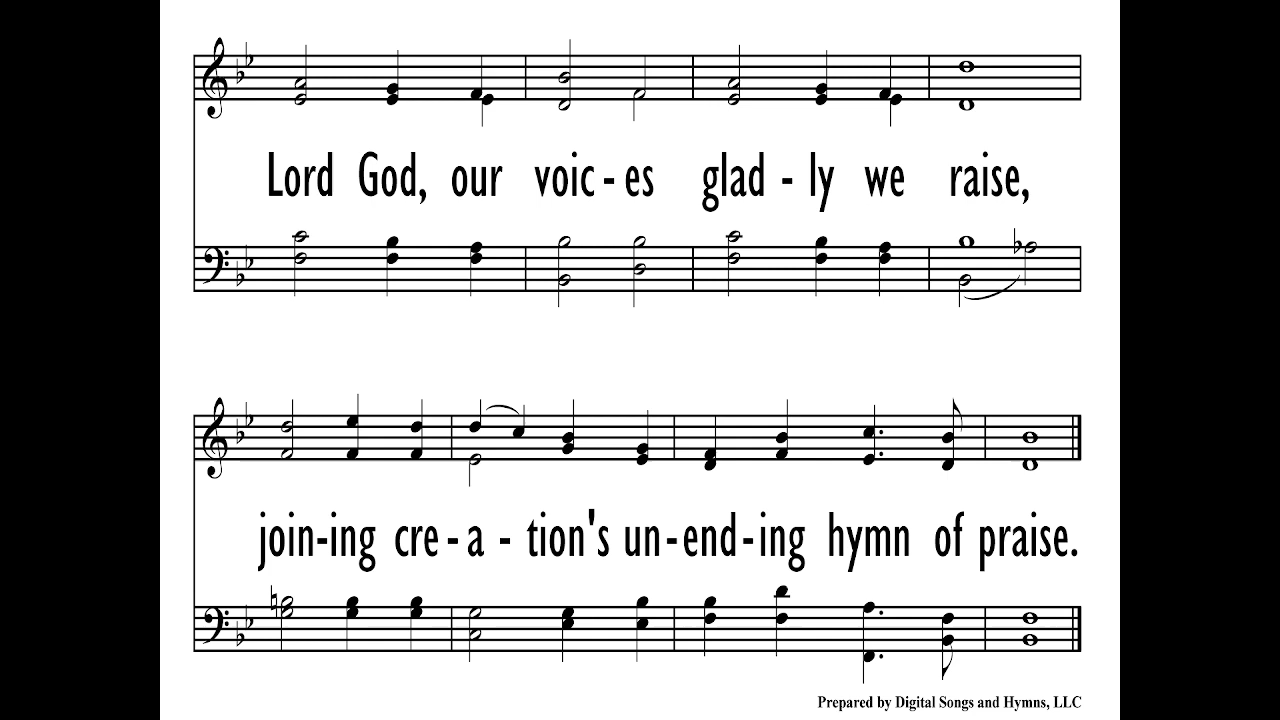 Lord God, our voic - es glad - ly we raise,
join-ing cre - a - tion's un-end-ing hymn of praise.
Prepared by Digital Songs and Hymns, LLC